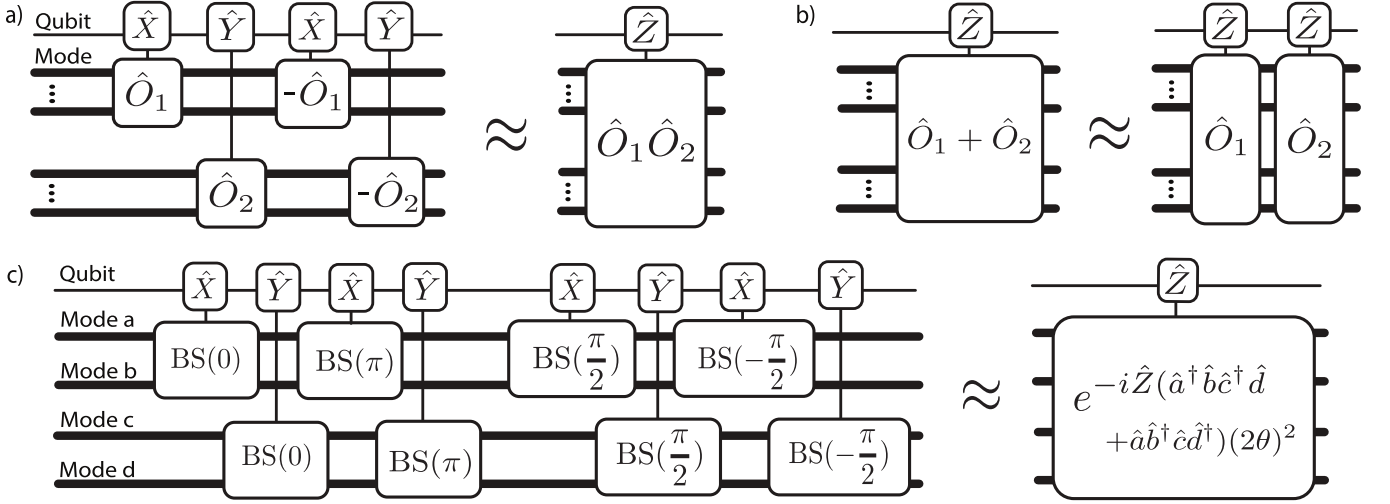 a)
Qubit
X̂ Ŷ X̂ Ŷ
Mode
Ô₁ -Ô₁
Ô₂ -Ô₂
≈
Ẑ
Ô₁Ô₂
b)
Ẑ
Ô₁ + Ô₂
≈
Ẑ Ẑ
Ô₁ Ô₂
c)
Qubit
X̂ Ŷ X̂ Ŷ X̂ Ŷ X̂ Ŷ
Mode a
BS(0) BS(π) BS(π/2) BS(-π/2)
Mode b
Mode c
BS(0) BS(π) BS(π/2) BS(-π/2)
Mode d
≈
Ẑ
e^{-iẐ(â†b̂ĉ†d̂
+âb̂†ĉd̂†)(2θ)²}